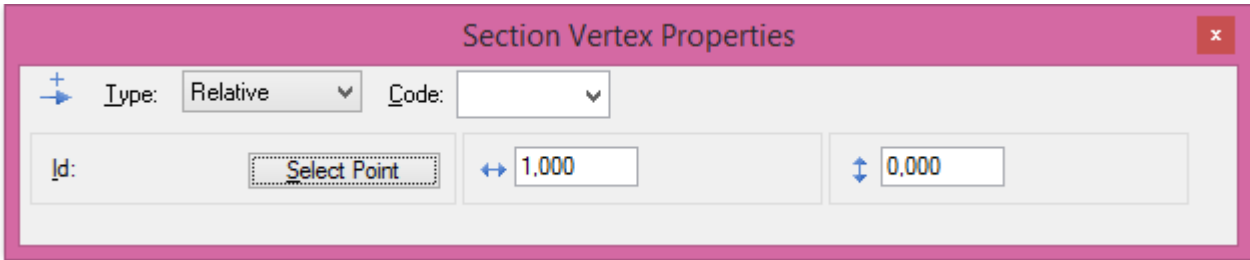 Section Vertex Properties
x
Type: Relative Code:
Id: Select Point 1,000 0,000